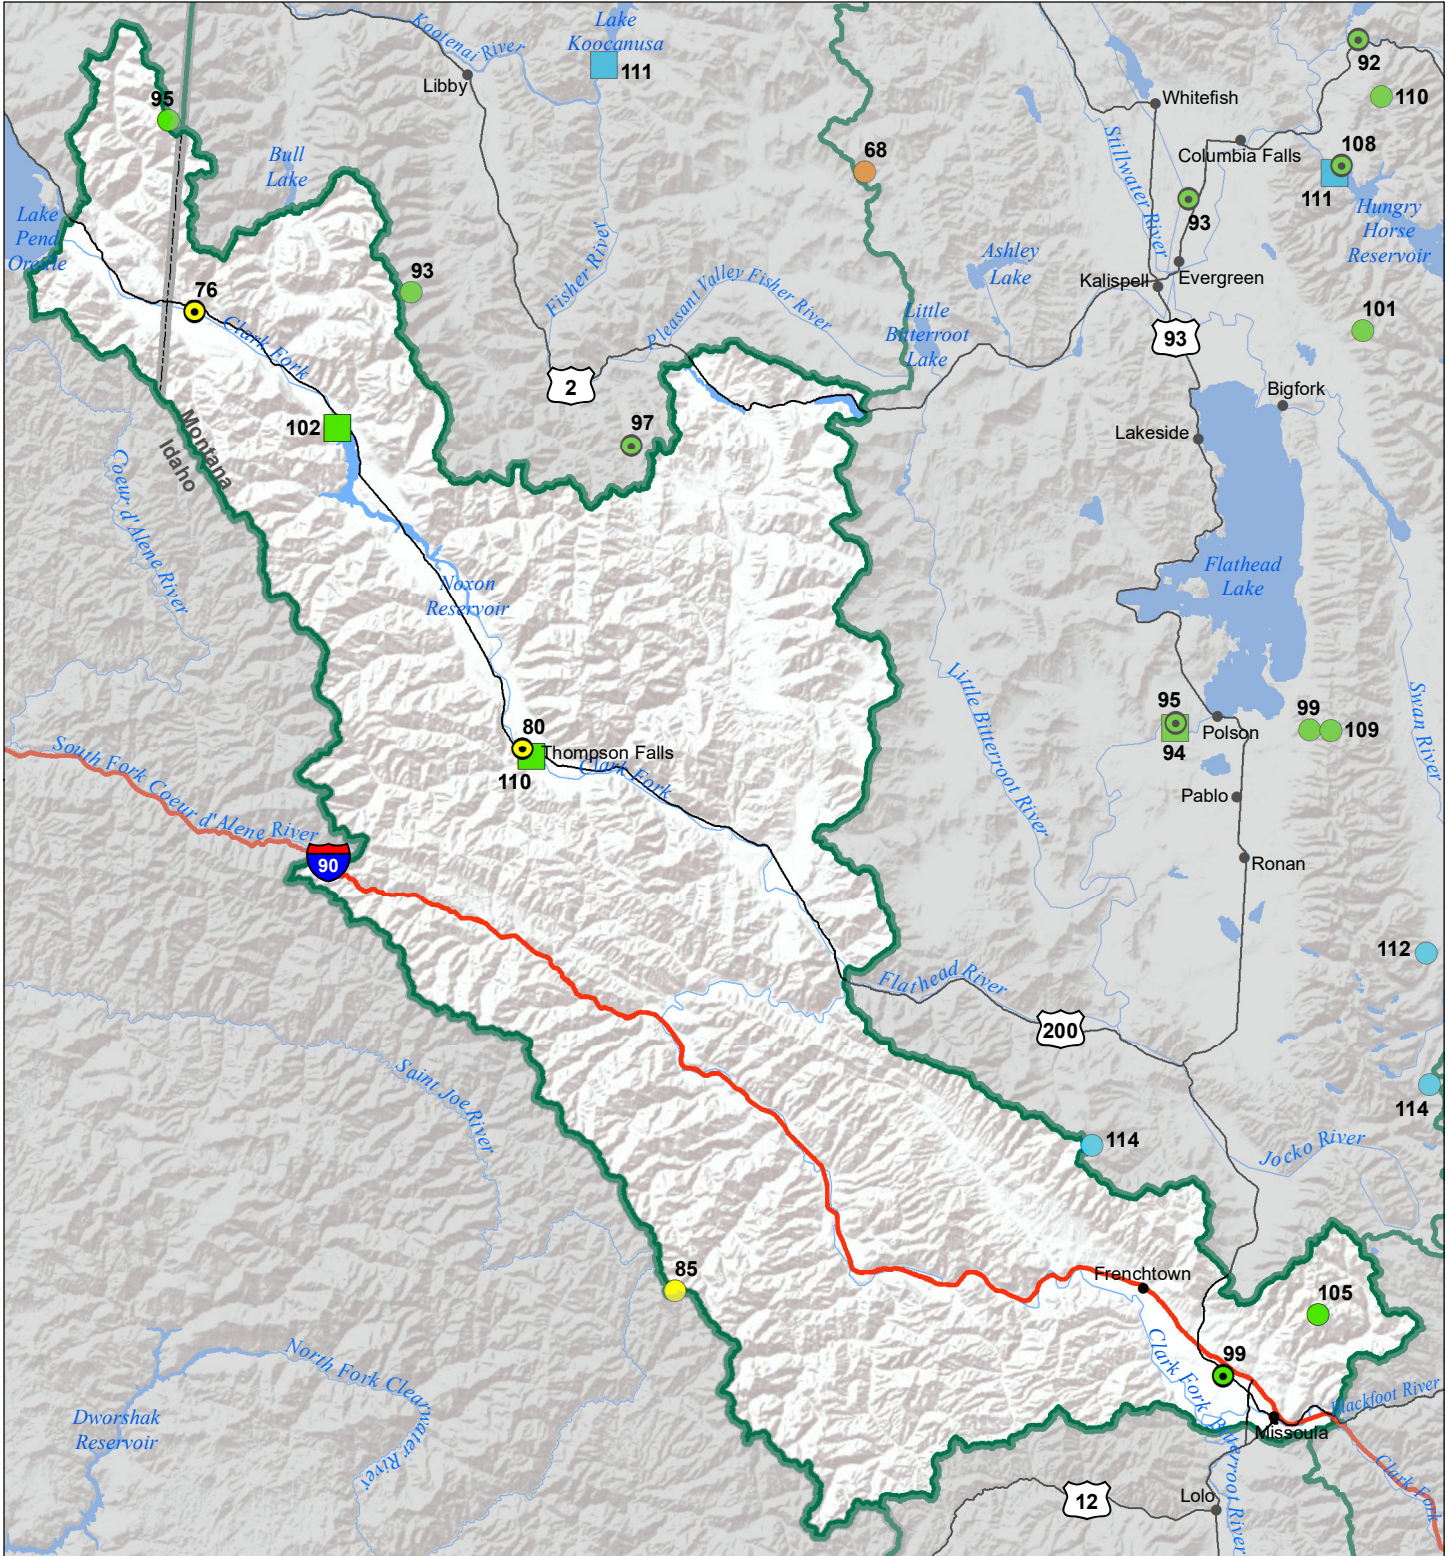 Kootenai River
Lake
Koocanusa
111
Libby
92
110
Whitefish
95
Bull
Lake
68
Stillwater River
Columbia Falls
108
111
Lake
Pend
Oreille
93
Hungry
Horse
Reservoir
93
Fisher River
Ashley
Lake
Kalispell
Evergreen
76
Clark Fork
Pleasant Valley Fisher River
Little
Bitterroot
Lake
93
101
2
Bigfork
102
Montana
Idaho
97
Lakeside
Coeur d'Alene River
Noxon
Reservoir
Flathead
Lake
Little Bitterroot River
Swan River
95
94
Polson
99
109
80
Thompson Falls
110
Clark Fork
South Fork Coeur d'Alene River
90
Pablo
Ronan
112
Flathead River
200
Saint Joe River
114
114
Jocko River
85
Frenchtown
105
North Fork Clearwater River
Clark Fork
99
Blackfoot River
Dworshak
Reservoir
Missoula
Bitterroot River
Clark Fork
12
Lolo